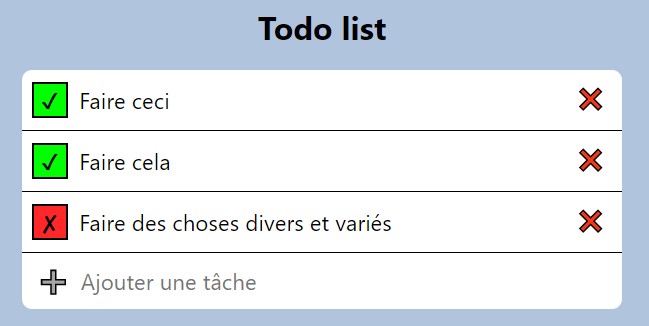 Todo list
Faire ceci
Faire cela
Faire des choses divers et variés
Ajouter une tâche